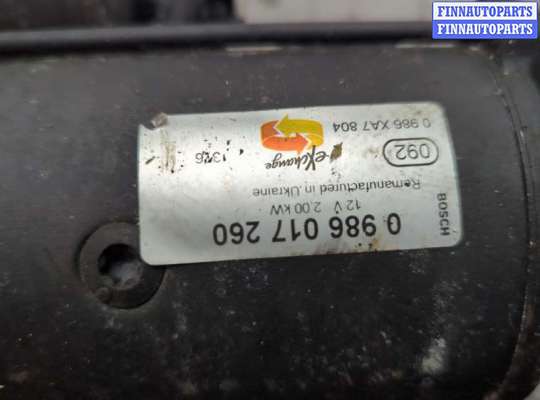 FINNAUTOPARTS
FINNAUTOPARTS
FINNAUTOPARTS
BOSCH
0 986 017 260
12 V 2.00 kW
Remanufactured in Ukraine
092
eXchange
0 986 XA7 804